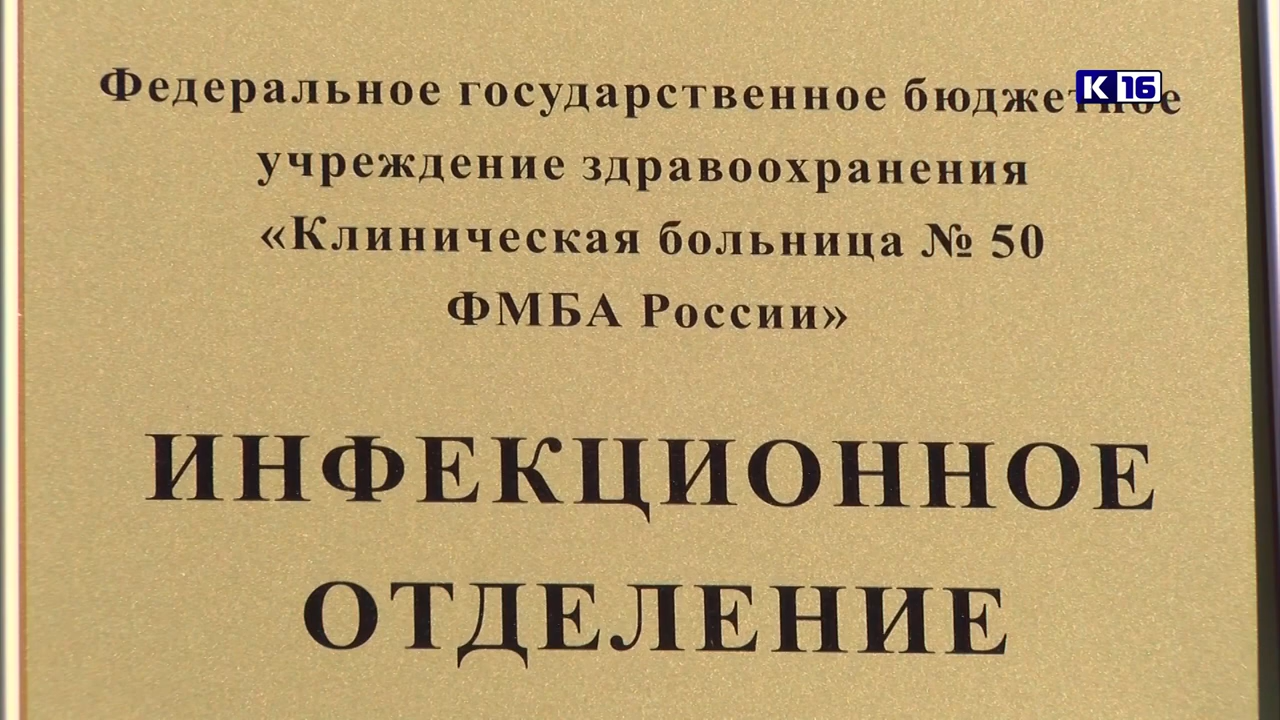 Федеральное государственное бюджетное
учреждение здравоохранения
«Клиническая больница № 50
ФМБА России»
ИНФЕКЦИОННОЕ
ОТДЕЛЕНИЕ
К 16